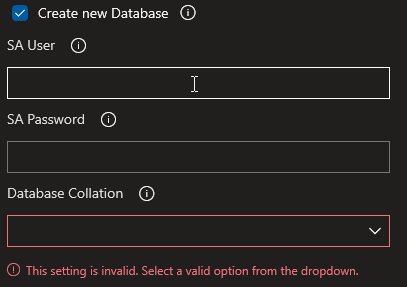 Create new Database
SA User
SA Password
Database Collation
This setting is invalid. Select a valid option from the dropdown.